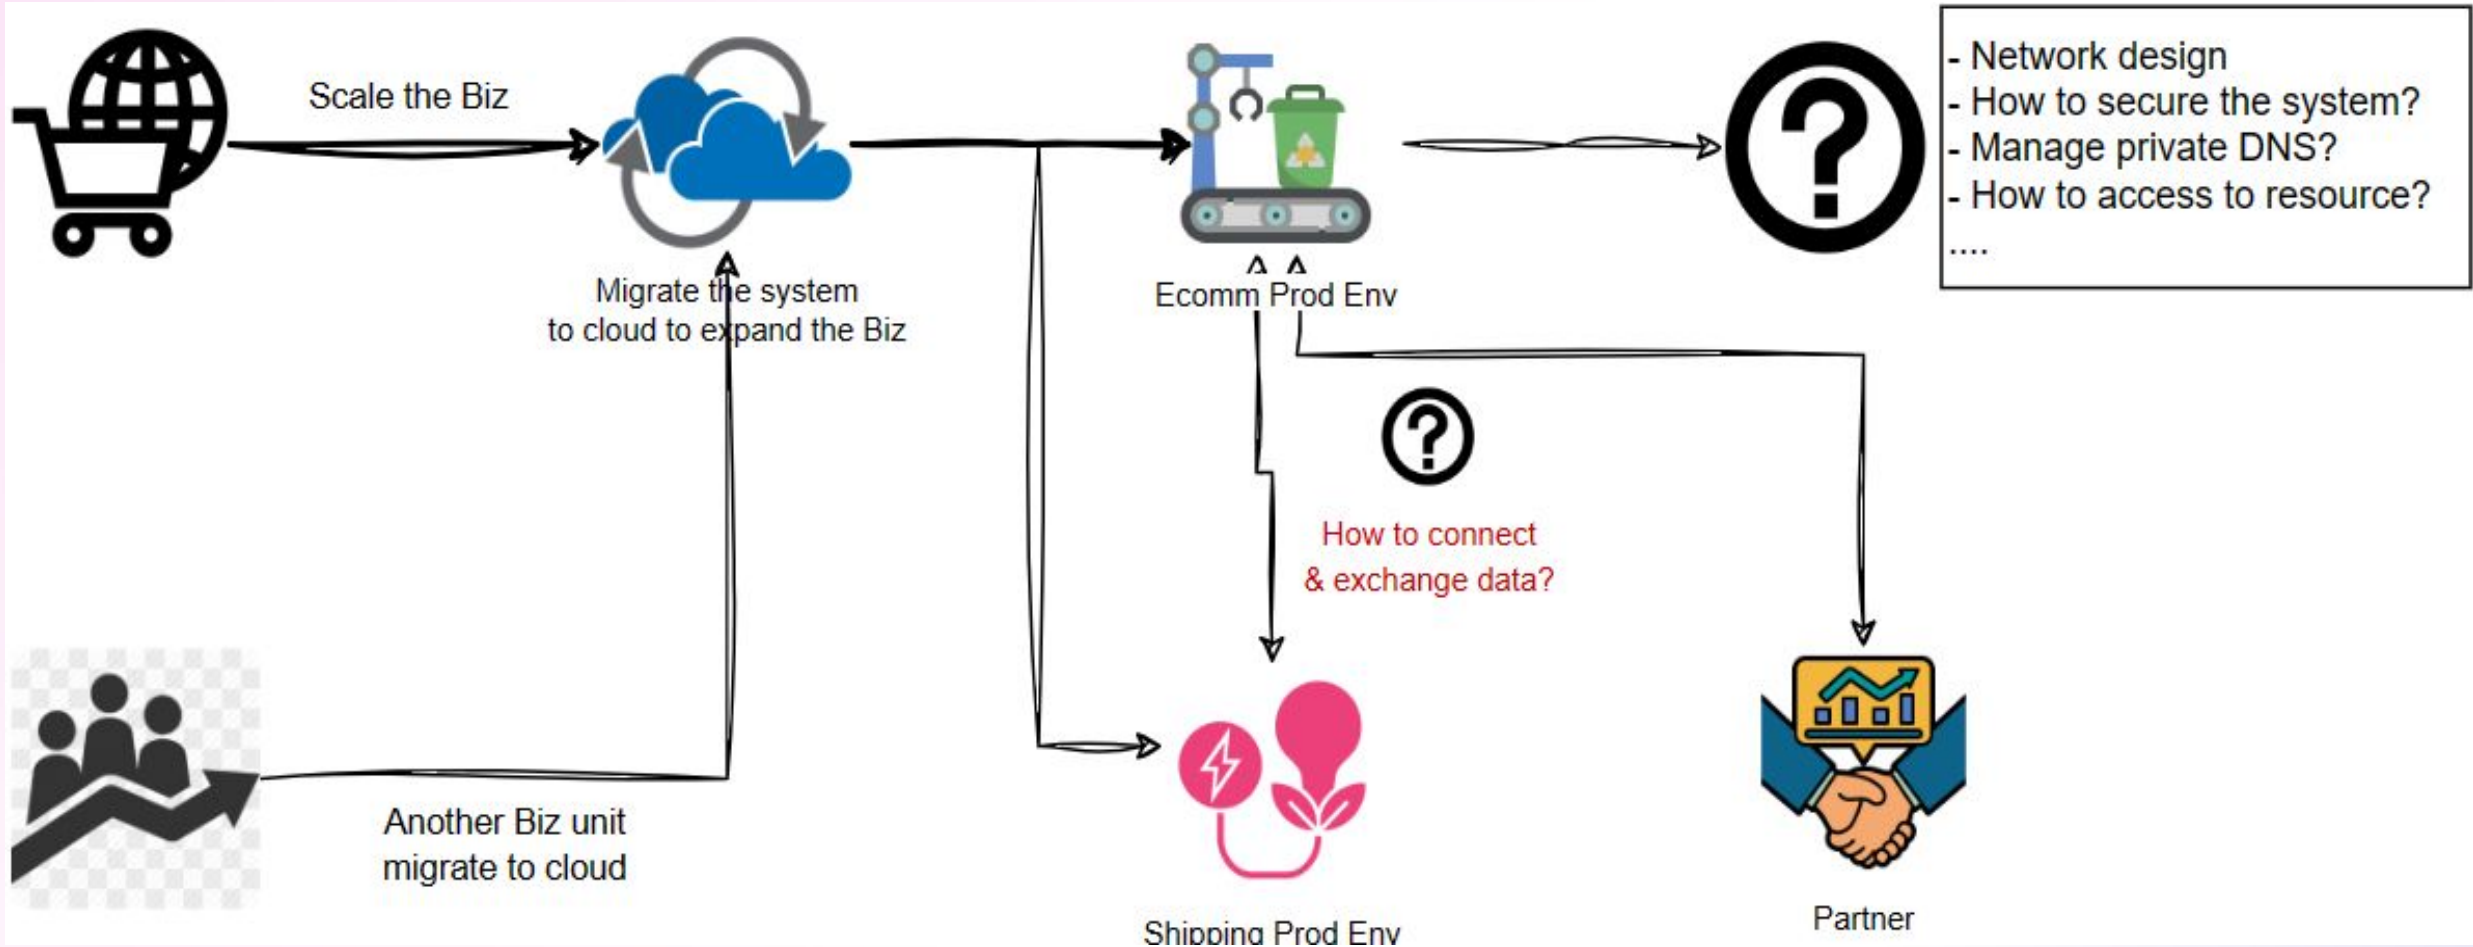 Scale the Biz
- Network design
- How to secure the system?
- Manage private DNS?
- How to access to resource?
....
Migrate the system
to cloud to expand the Biz
Ecomm Prod Env
How to connect
& exchange data?
Another Biz unit
migrate to cloud
Shipping Prod Env
Partner